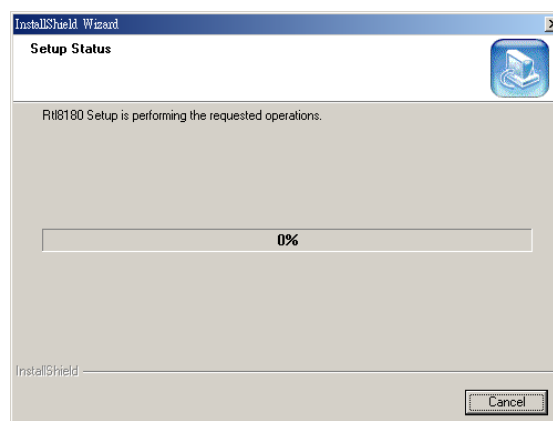 InstallShield Wizard
Setup Status
Rtl8180 Setup is performing the requested operations.
0%
InstallShield
Cancel